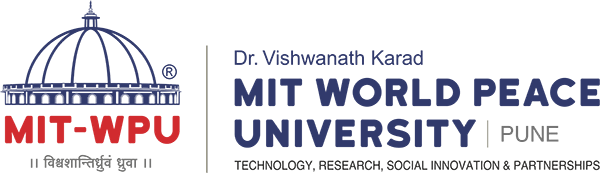 ®
MIT-WPU
॥ विश्वशान्तिर्ध्रुवं ध्रुवा ॥
Dr. Vishwanath Karad
MIT WORLD PEACE
UNIVERSITY | PUNE
TECHNOLOGY, RESEARCH, SOCIAL INNOVATION & PARTNERSHIPS